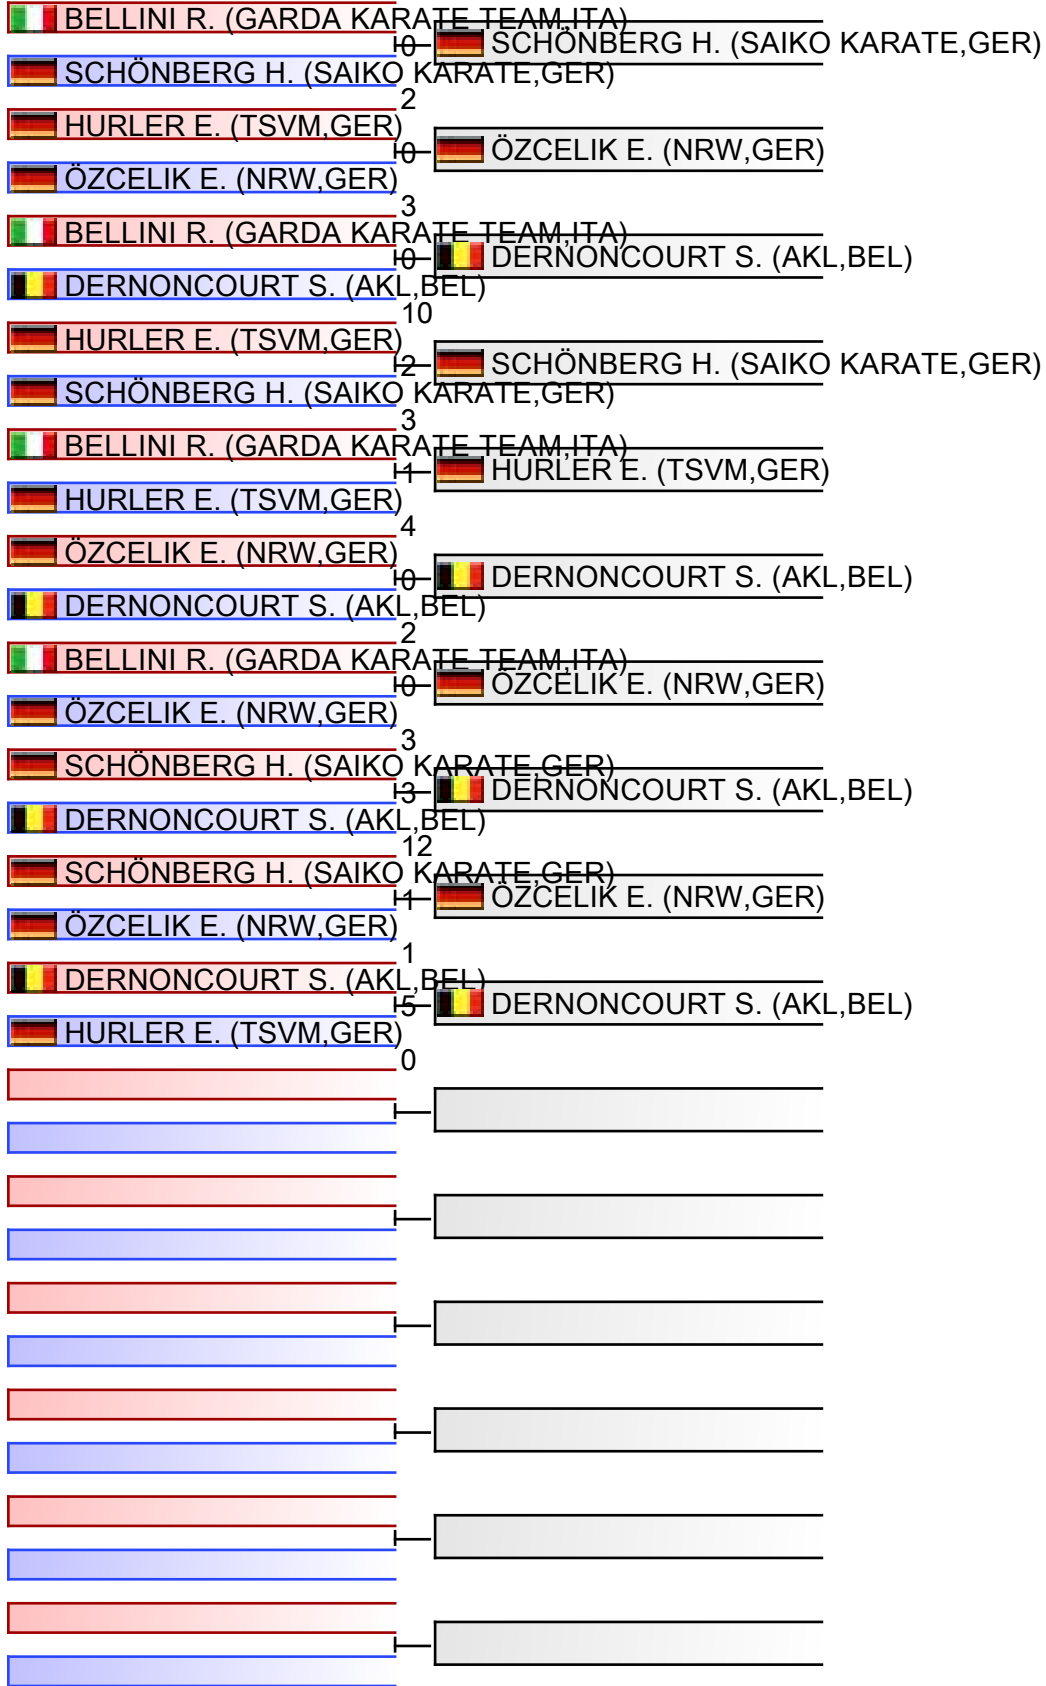 BELLINI R. (GARDA KARATE TEAM,ITA)
0
SCHÖNBERG H. (SAIKO KARATE,GER)
SCHÖNBERG H. (SAIKO KARATE,GER)
2
HURLER E. (TSVM,GER)
0
ÖZCELIK E. (NRW,GER)
ÖZCELIK E. (NRW,GER)
3
BELLINI R. (GARDA KARATE TEAM,ITA)
0
DERNONCOURT S. (AKL,BEL)
DERNONCOURT S. (AKL,BEL)
10
HURLER E. (TSVM,GER)
2
SCHÖNBERG H. (SAIKO KARATE,GER)
SCHÖNBERG H. (SAIKO KARATE,GER)
3
BELLINI R. (GARDA KARATE TEAM,ITA)
1
HURLER E. (TSVM,GER)
HURLER E. (TSVM,GER)
4
ÖZCELIK E. (NRW,GER)
0
DERNONCOURT S. (AKL,BEL)
DERNONCOURT S. (AKL,BEL)
2
BELLINI R. (GARDA KARATE TEAM,ITA)
0
ÖZCELIK E. (NRW,GER)
ÖZCELIK E. (NRW,GER)
3
SCHÖNBERG H. (SAIKO KARATE,GER)
3
DERNONCOURT S. (AKL,BEL)
DERNONCOURT S. (AKL,BEL)
12
SCHÖNBERG H. (SAIKO KARATE,GER)
1
ÖZCELIK E. (NRW,GER)
ÖZCELIK E. (NRW,GER)
1
DERNONCOURT S. (AKL,BEL)
5
DERNONCOURT S. (AKL,BEL)
HURLER E. (TSVM,GER)
0